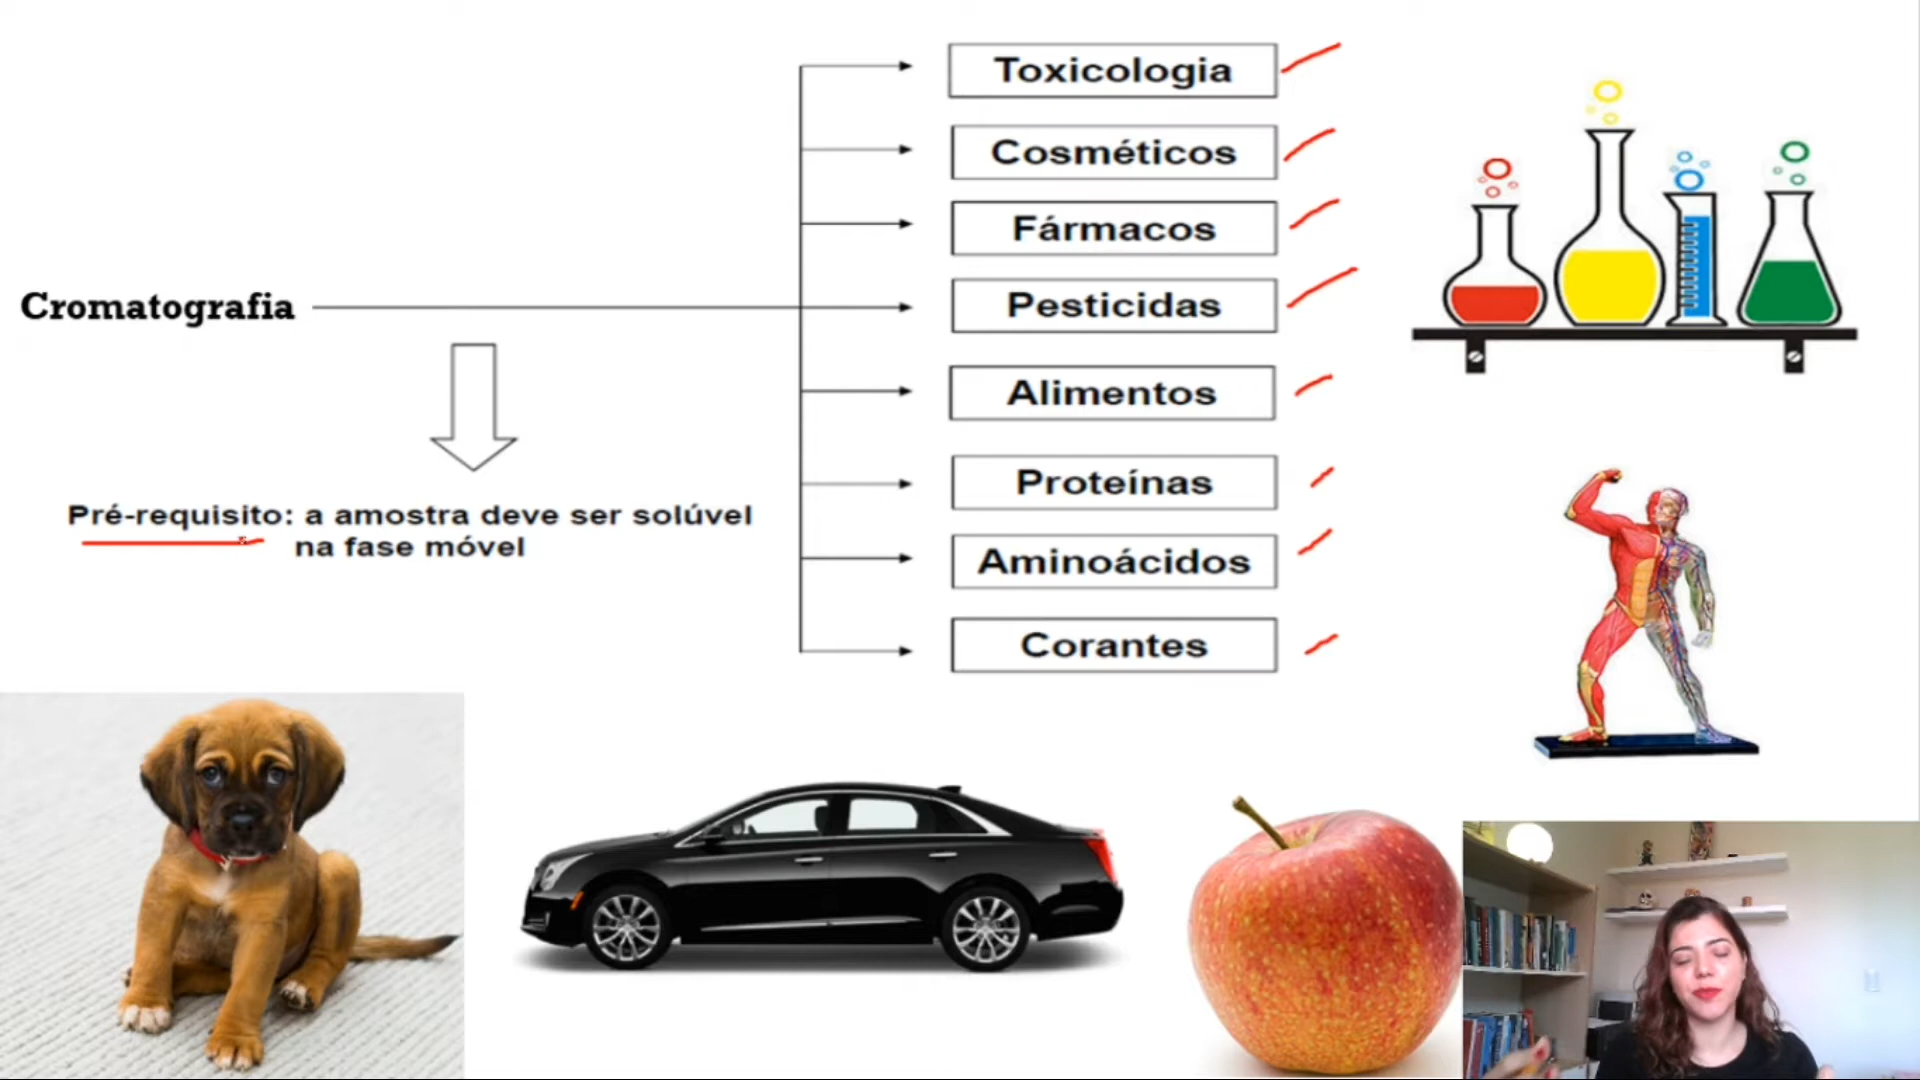 Toxicologia
Cosméticos
Fármacos
Cromatografia
Pesticidas
Alimentos
Proteínas
Pré-requisito: a amostra deve ser solúvel
na fase móvel
Aminoácidos
Corantes